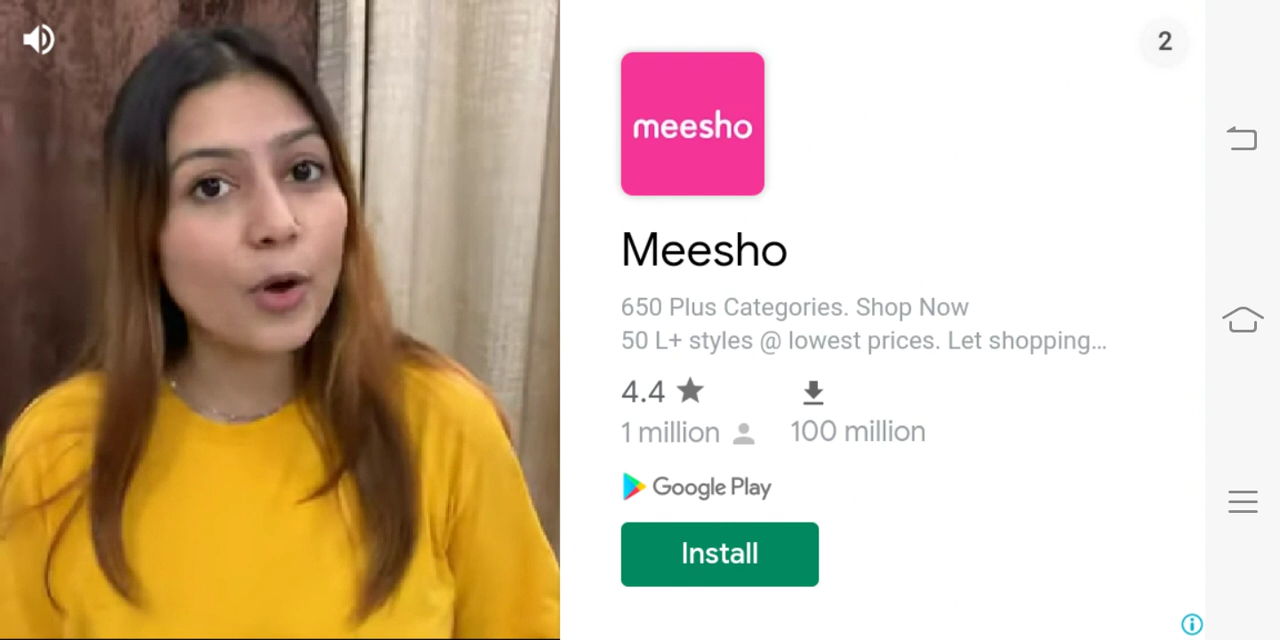 2
meesho
Meesho
650 Plus Categories. Shop Now
50 L+ styles @ lowest prices. Let shopping...
4.4
1 million
100 million
Google Play
Install